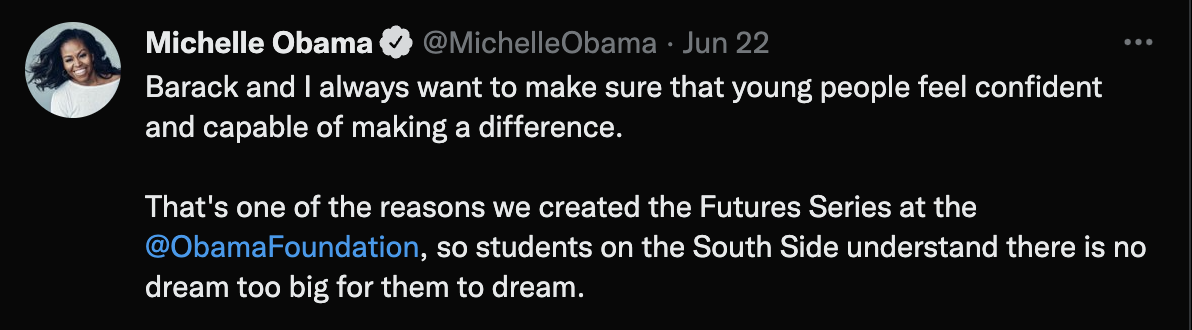 Michelle Obama @MichelleObama · Jun 22
Barack and I always want to make sure that young people feel confident
and capable of making a difference.
That's one of the reasons we created the Futures Series at the
@ObamaFoundation, so students on the South Side understand there is no
dream too big for them to dream.